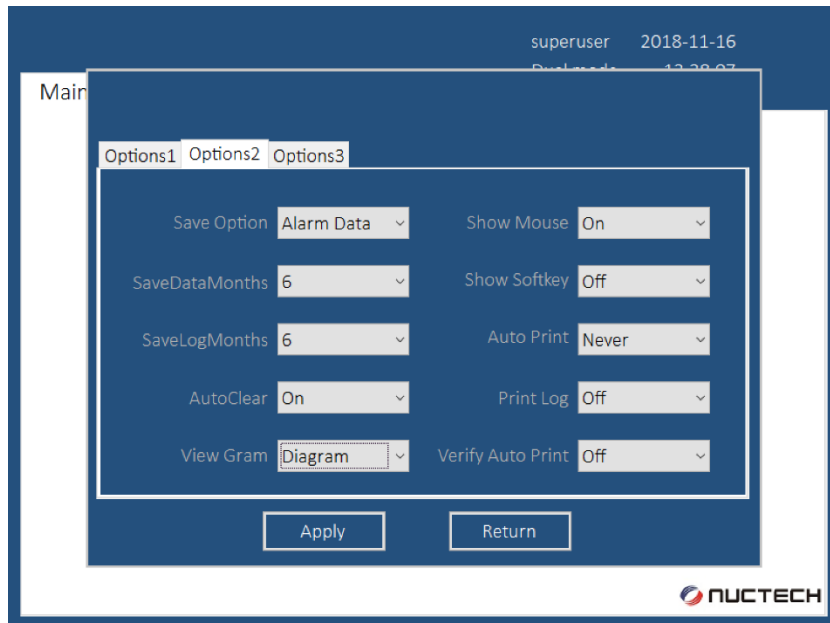 superuser 2018-11-16
Main
Options1 Options2 Options3
Save Option Alarm Data Show Mouse On
SaveDataMonths 6 Show Softkey Off
SaveLogMonths 6 Auto Print Never
AutoClear On Print Log Off
View Gram Diagram Verify Auto Print Off
Apply Return
NUCTECH